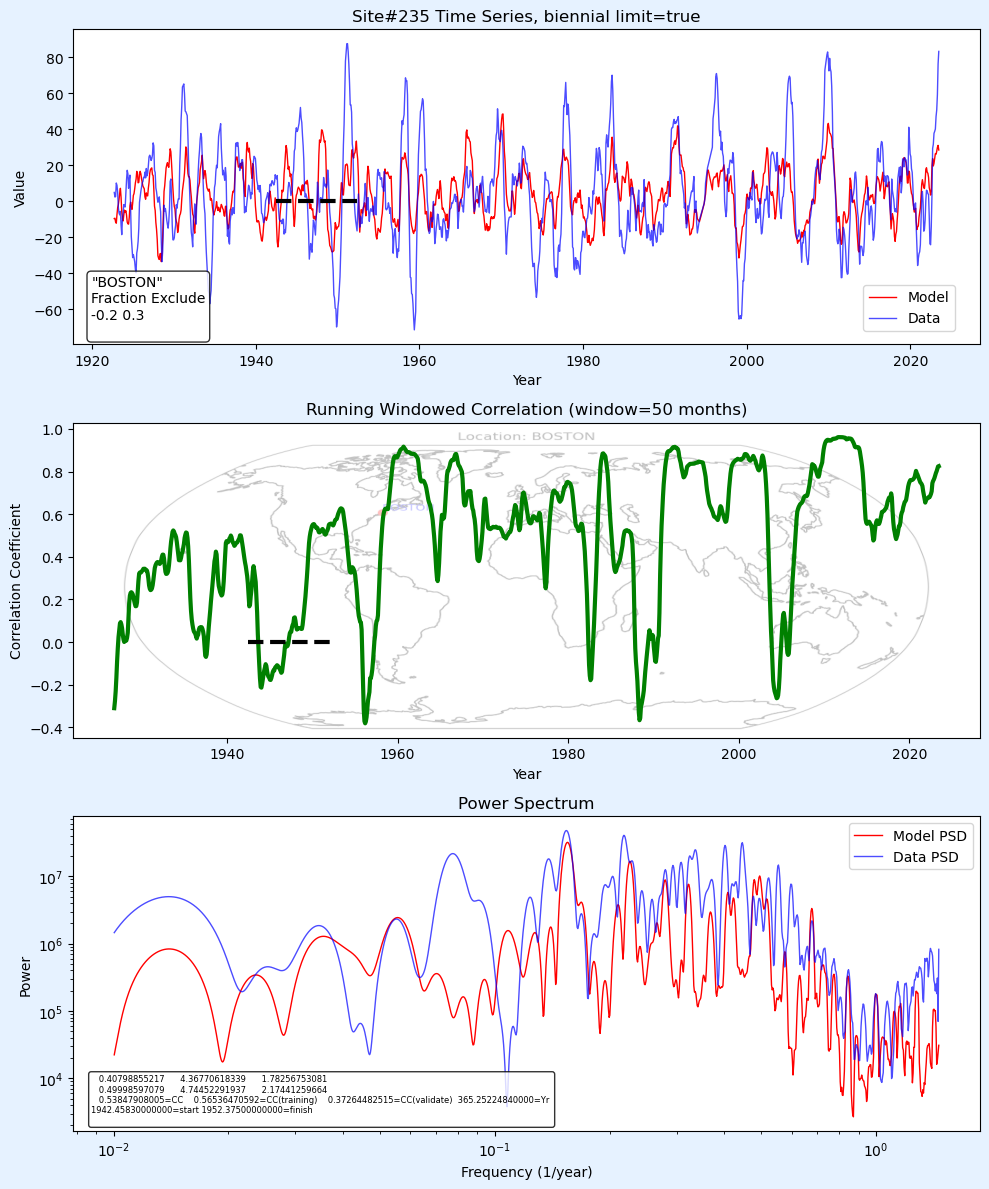 Site#235 Time Series, biennial limit=true
80
60
40
20
0
−20
−40
−60
Value
"BOSTON"
Fraction Exclude
-0.2 0.3
Model
Data
1920
1940
1960
1980
2000
2020
Year
Running Windowed Correlation (window=50 months)
Location: BOSTON
1.0
0.8
0.6
0.4
0.2
0.0
−0.2
−0.4
Correlation Coefficient
1940
1960
1980
2000
2020
Year
Power Spectrum
Model PSD
Data PSD
10^7
10^6
10^5
10^4
Power
0.40798855217 4.36770618339 1.78256753081
0.49998597079 4.74452291937 2.17441259664
0.53847908005=CC 0.56536470592=CC(training) 0.37264482515=CC(validate) 365.25224840000=Yr
1942.45830000000=start 1952.37500000000=finish
10^−2
10^−1
10^0
Frequency (1/year)